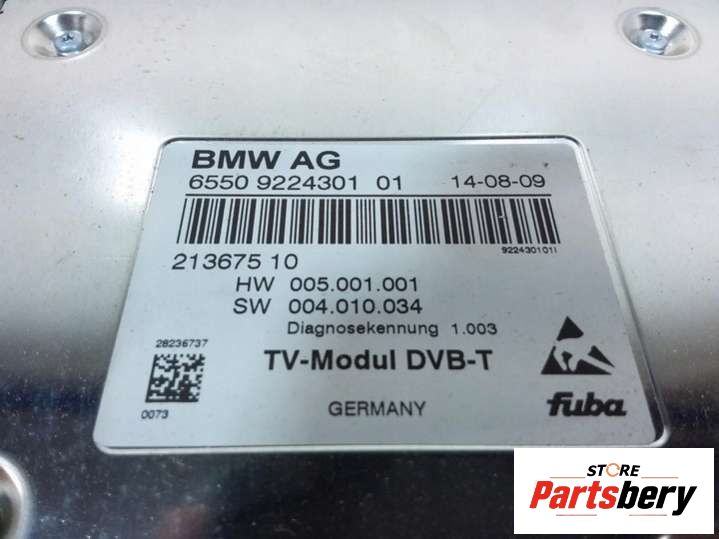 BMW AG
6550 9224301 01 14-08-09
9224301011
213675 10
HW 005.001.001
SW 004.010.034
Diagnosekennung 1.003
28236737
TV-Modul DVB-T
0073
GERMANY
fuba
STORE
Partsbery